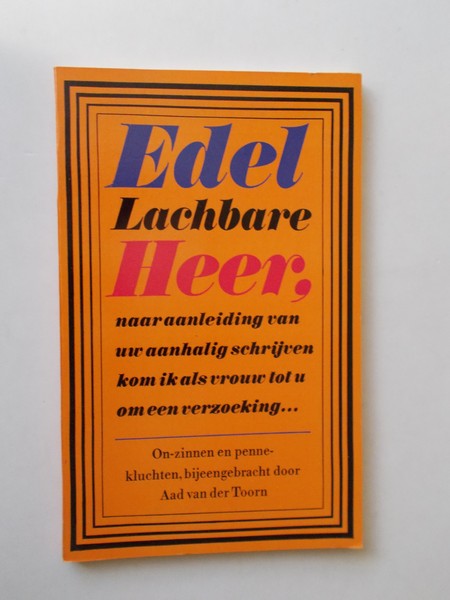 Edel
Lachbare
Heer,
naar aanleiding van
uw aanhalig schrijven
kom ik als vrouw tot u
om een verzoeking...
On-zinnen en penne-
kluchten, bijeengebracht door
Aad van der Toorn